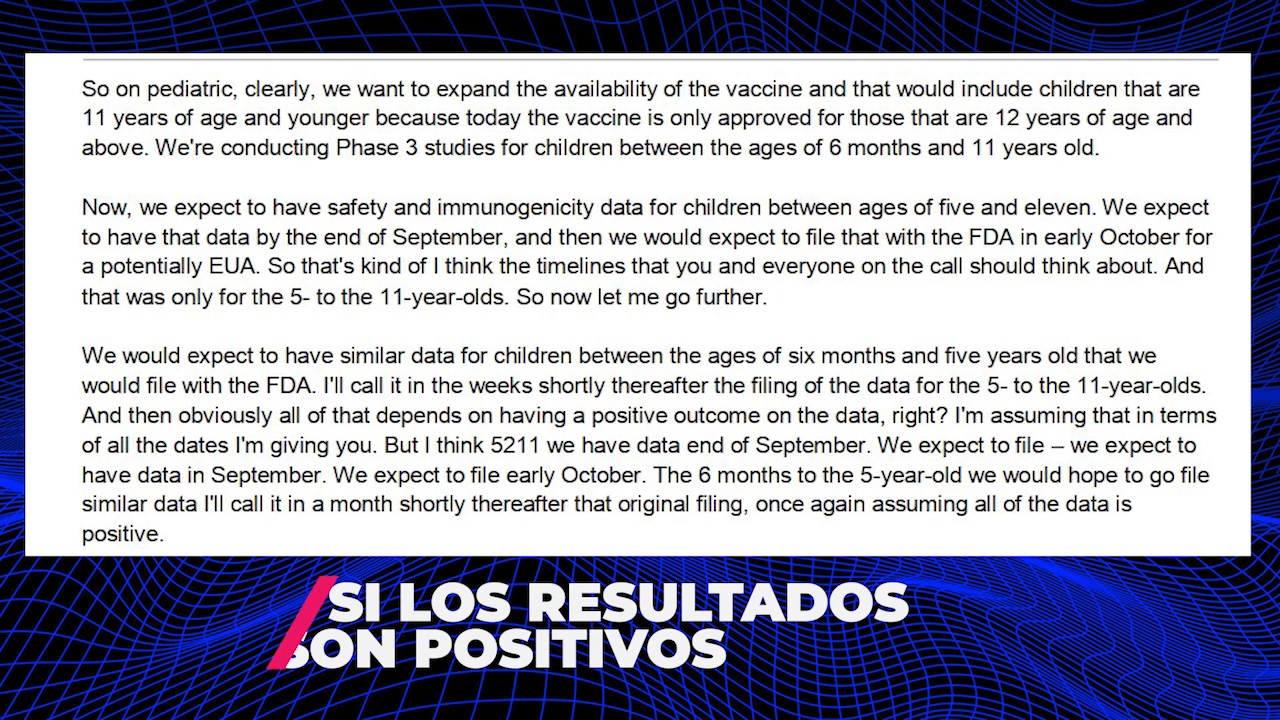 So on pediatric, clearly, we want to expand the availability of the vaccine and that would include children that are
11 years of age and younger because today the vaccine is only approved for those that are 12 years of age and
above. We're conducting Phase 3 studies for children between the ages of 6 months and 11 years old.
Now, we expect to have safety and immunogenicity data for children between ages of five and eleven. We expect
to have that data by the end of September, and then we would expect to file that with the FDA in early October for
a potentially EUA. So that's kind of I think the timelines that you and everyone on the call should think about. And
that was only for the 5- to the 11-year-olds. So now let me go further.
We would expect to have similar data for children between the ages of six months and five years old that we
would file with the FDA. I'll call it in the weeks shortly thereafter the filing of the data for the 5- to the 11-year-olds.
And then obviously all of that depends on having a positive outcome on the data, right? I'm assuming that in terms
of all the dates I'm giving you. But I think 5211 we have data end of September. We expect to file – we expect to
have data in September. We expect to file early October. The 6 months to the 5-year-old we would hope to go file
similar data I'll call it in a month shortly thereafter that original filing, once again assuming all of the data is
positive.
SI LOS RESULTADOS
SON POSITIVOS